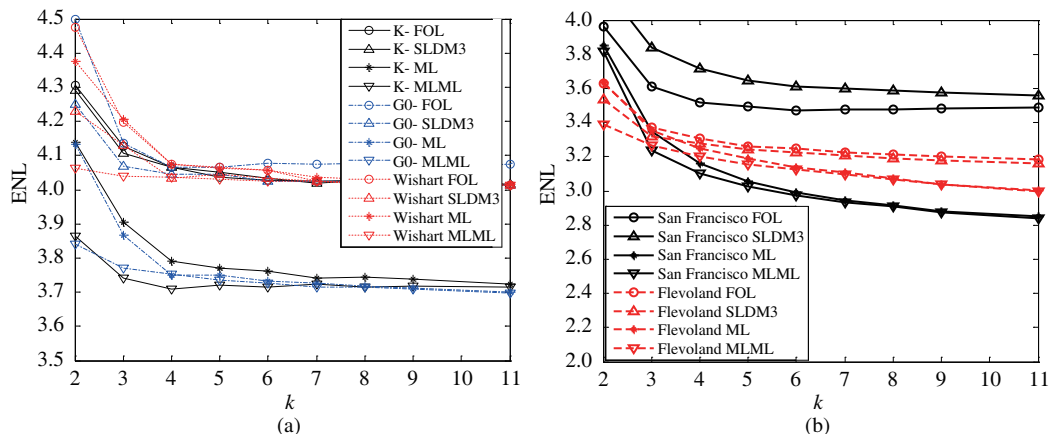 4.5
4.4
4.3
4.2
4.1
4.0
3.9
3.8
3.7
3.6
3.5
ENL
2 3 4 5 6 7 8 9 10 11
k
(a)
K- FOL
K- SLDM3
K- ML
K- MLML
G0- FOL
G0- SLDM3
G0- ML
G0- MLML
Wishart FOL
Wishart SLDM3
Wishart ML
Wishart MLML
4.0
3.8
3.6
3.4
3.2
3.0
2.8
2.6
2.4
2.2
2.0
ENL
San Francisco FOL
San Francisco SLDM3
San Francisco ML
San Francisco MLML
Flevoland FOL
Flevoland SLDM3
Flevoland ML
Flevoland MLML
2 3 4 5 6 7 8 9 10 11
k
(b)